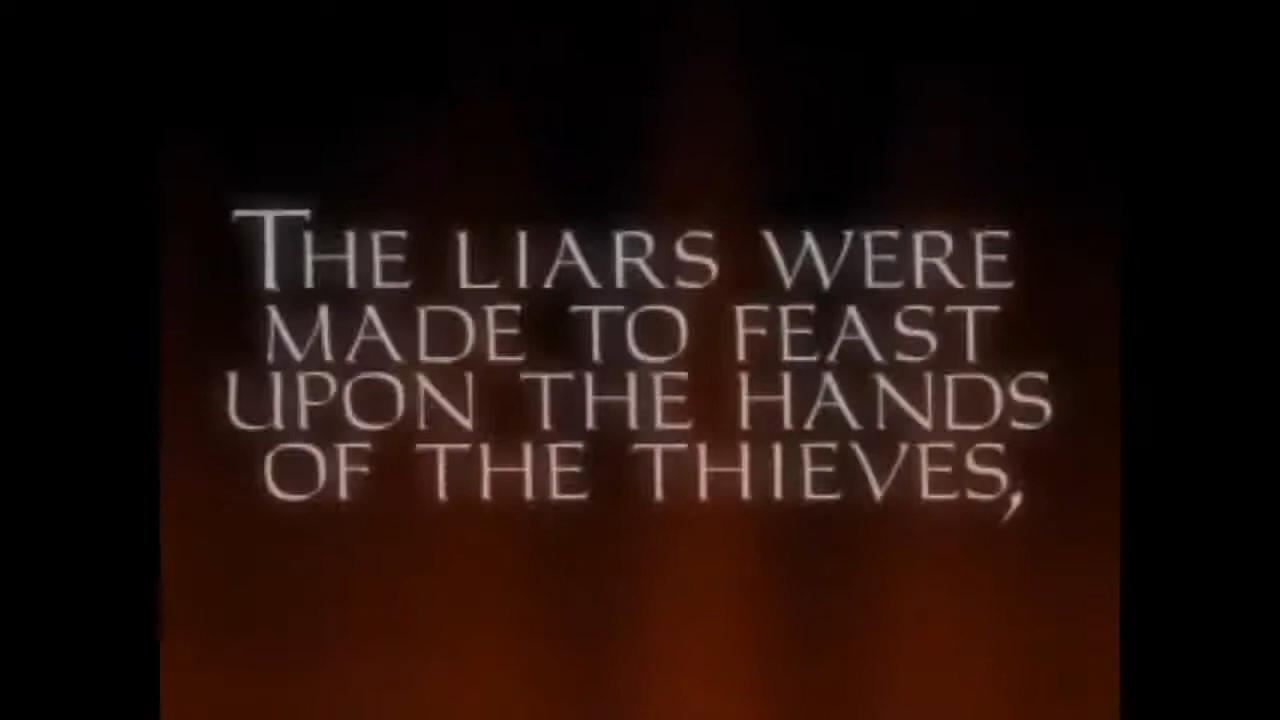 THE LIARS WERE
MADE TO FEAST
UPON THE HANDS
OF THE THIEVES,